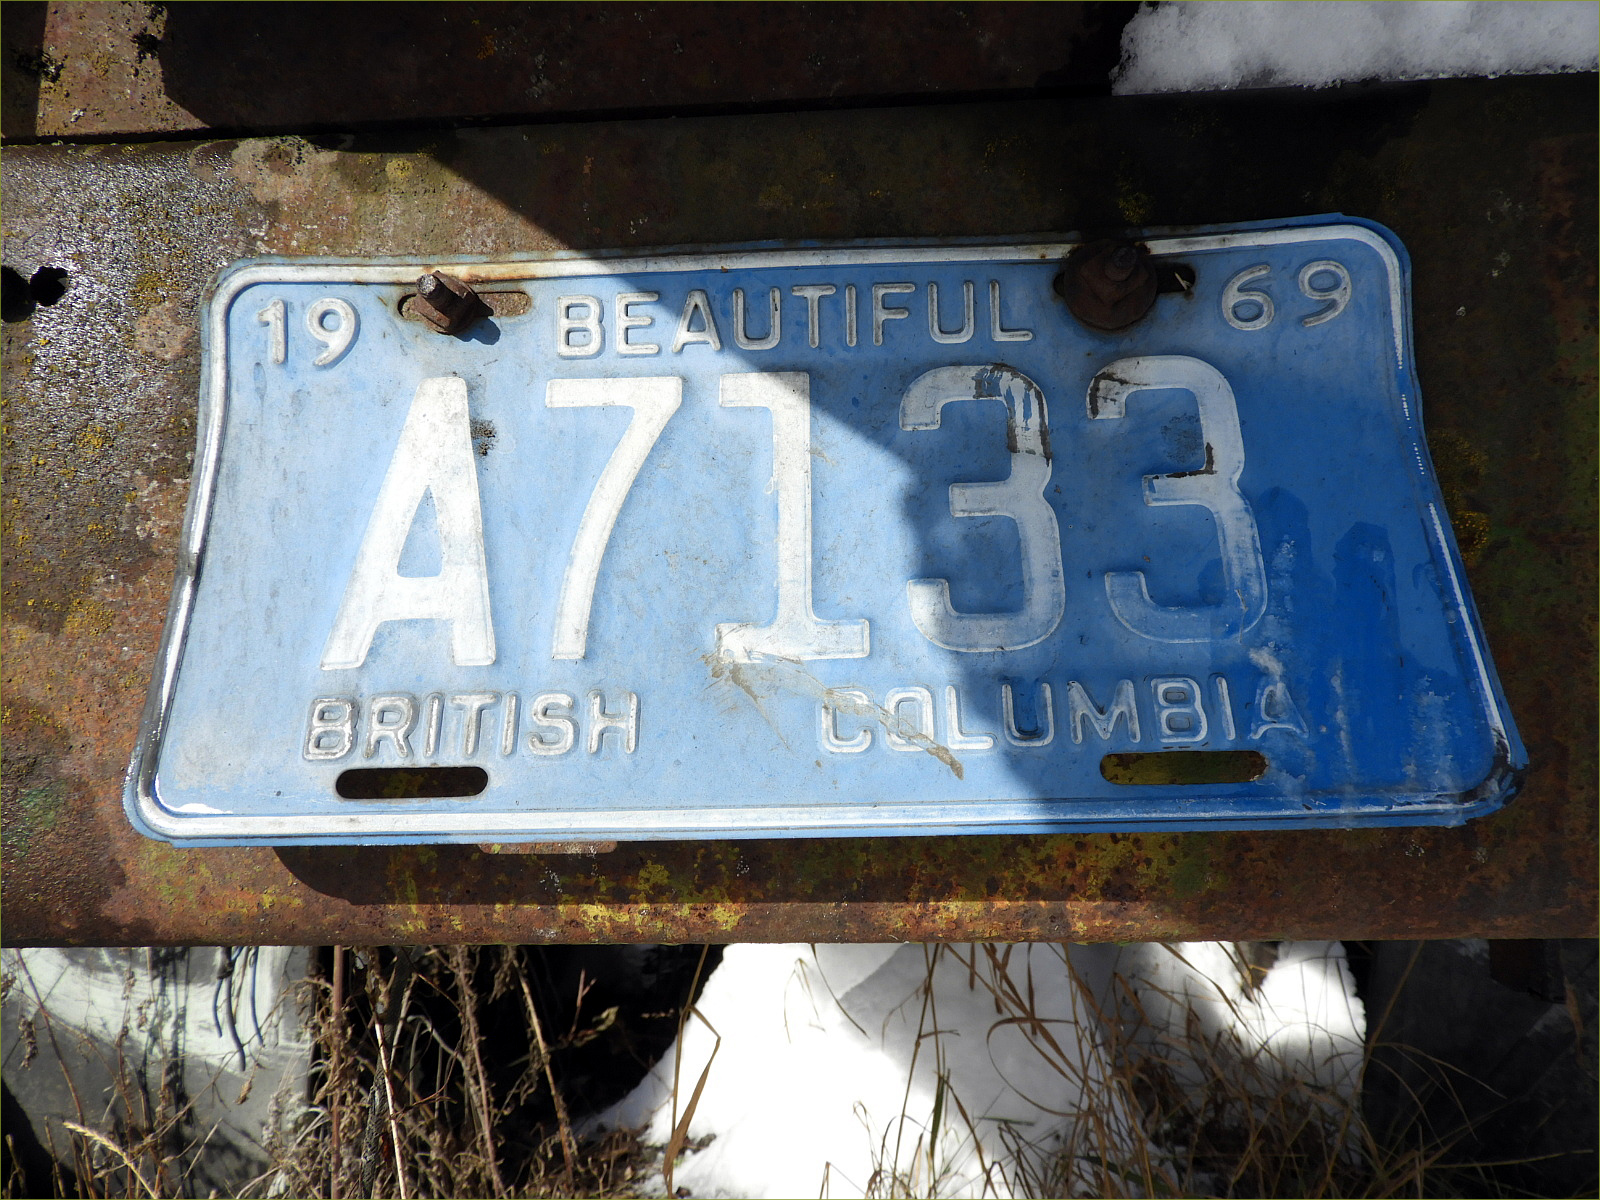 19 BEAUTIFUL 69
A7133
BRITISH COLUMBIA